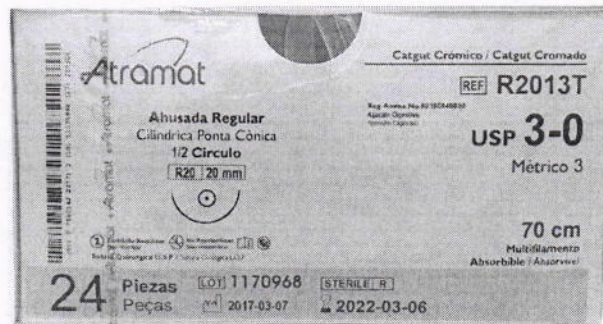 Atramat
Catgut Crómico / Catgut Cromado
REF R2013T
USP 3-0
Métrico 3
Ahusada Regular
Cilíndrica Ponta Cônica
1/2 Círculo
R20 20 mm
70 cm
Multifilamento
Absorbible / Absorvível
24 Piezas
Peças
LOT 1170968
2017-03-07
STERILE R
2022-03-06